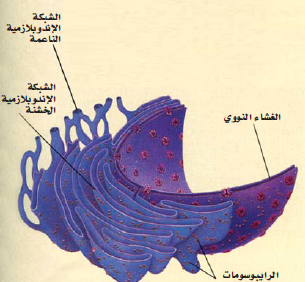 الشبكة
الإندوبلازمية
الناعمة
الشبكة
الإندوبلازمية
الخشنة
الغشاء النووي
الرايبوسومات